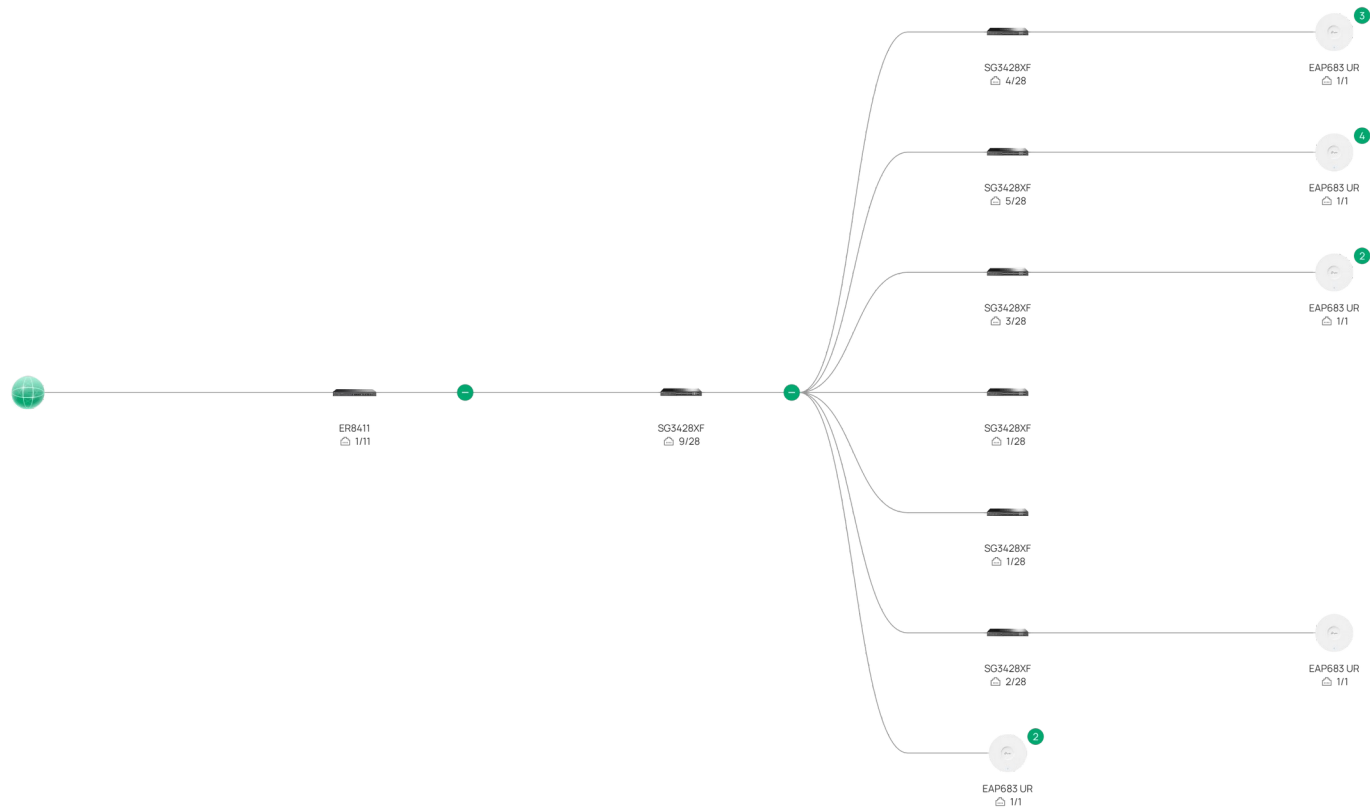 3
SG3428XF
4/28
EAP683 UR
1/1
4
SG3428XF
5/28
EAP683 UR
1/1
2
SG3428XF
3/28
EAP683 UR
1/1
ER8411
1/11
SG3428XF
9/28
SG3428XF
1/28
SG3428XF
1/28
SG3428XF
2/28
EAP683 UR
1/1
2
EAP683 UR
1/1